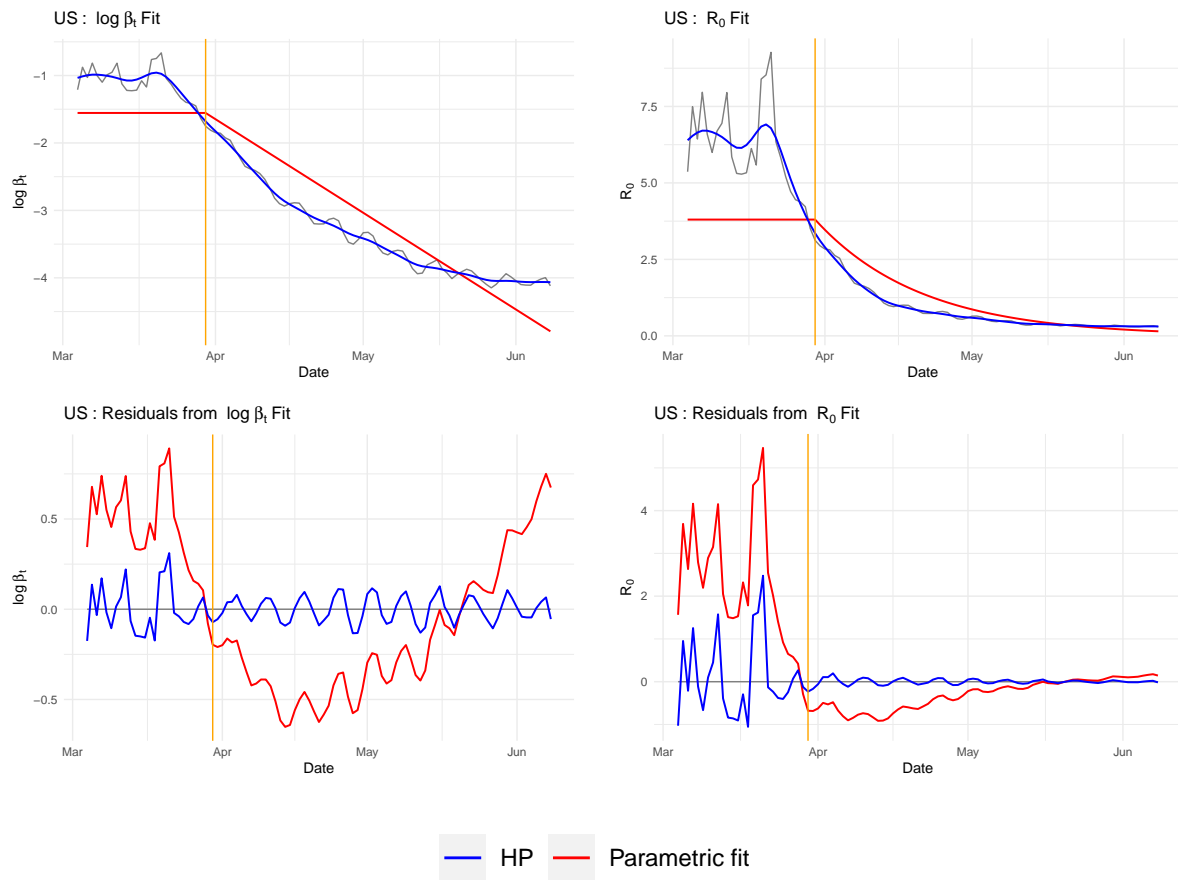 US : log βt Fit
log βt
−1
−2
−3
−4
Mar
Apr
May
Jun
Date
US : R0 Fit
R0
7.5
5.0
2.5
0.0
Mar
Apr
May
Jun
Date
US : Residuals from log βt Fit
log βt
0.5
0.0
−0.5
Mar
Apr
May
Jun
Date
US : Residuals from R0 Fit
R0
4
2
0
Mar
Apr
May
Jun
Date
HP
Parametric fit